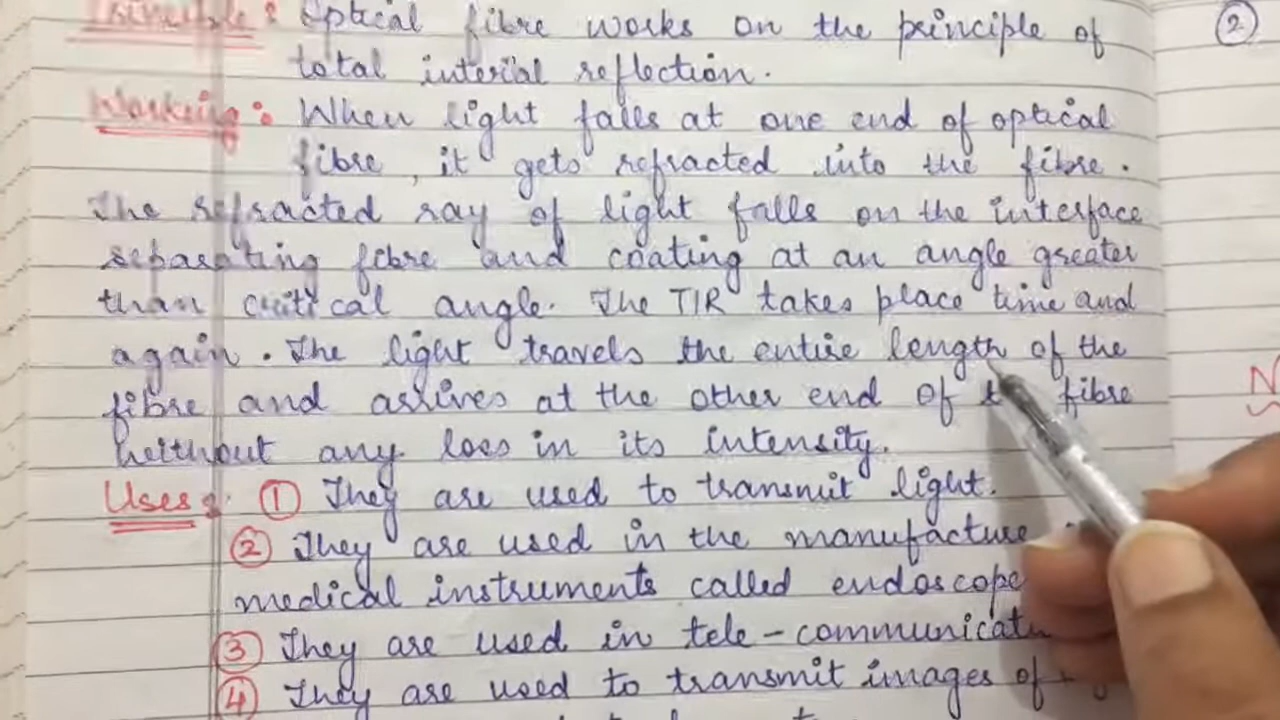 Principle : Optical fibre works on the principle of
total interial reflection.
Working : When light falls at one end of optical
fibre, it gets refracted into the fibre.
The refracted ray of light falls on the interface
separating fibre and coating at an angle greater
than critical angle. The TIR takes place time and
again. The light travels the entire length of the
fibre and arrives at the other end of fibre
without any loss in its intensity.
Uses : ① They are used to transmit light.
② They are used in the manufacture
medical instruments called endoscope
③ They are used in tele-communicat
④ They are used to transmit images of
②
N